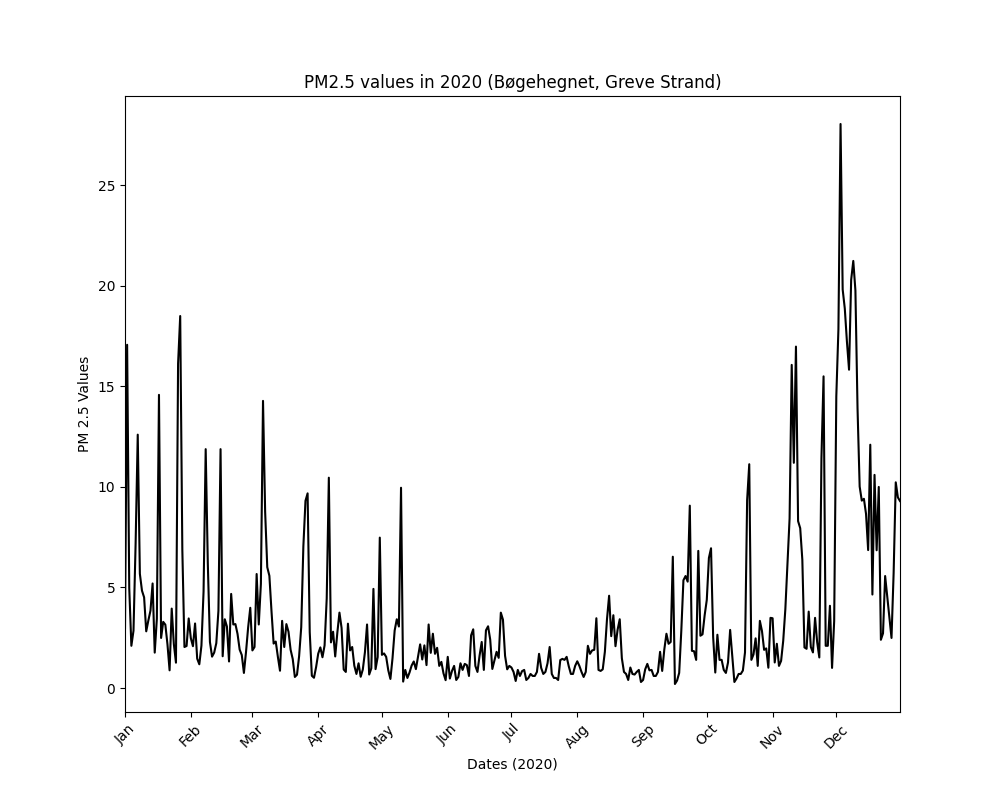 PM2.5 values in 2020 (Bøgehegnet, Greve Strand)
PM 2.5 Values
25
20
15
10
5
0
Jan
Feb
Mar
Apr
May
Jun
Jul
Aug
Sep
Oct
Nov
Dec
Dates (2020)